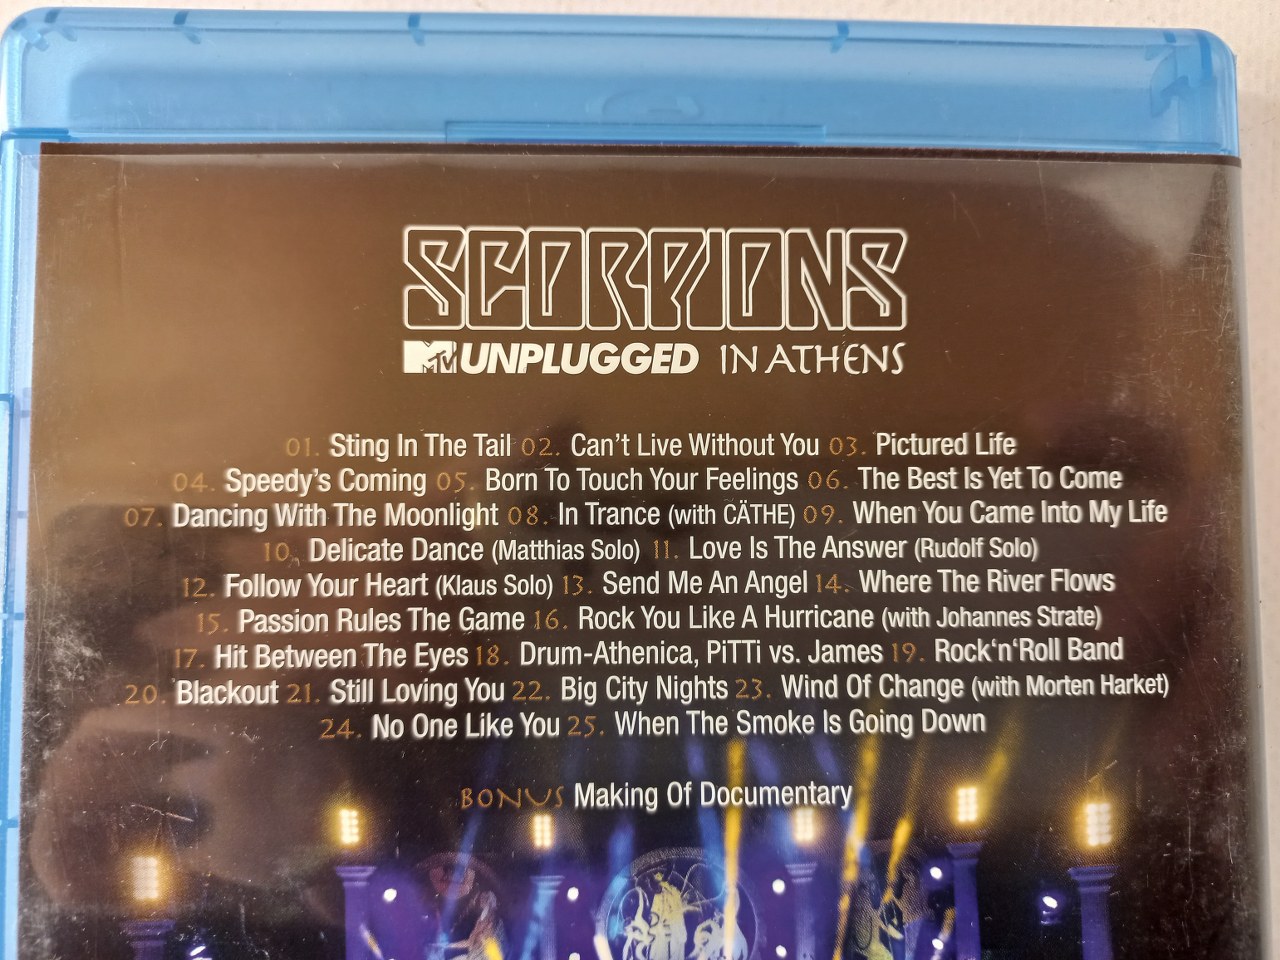 SCORPIONS
MTV UNPLUGGED IN ATHENS
01. Sting In The Tail 02. Can't Live Without You 03. Pictured Life
04. Speedy's Coming 05. Born To Touch Your Feelings 06. The Best Is Yet To Come
07. Dancing With The Moonlight 08. In Trance (with CÄTHE) 09. When You Came Into My Life
10. Delicate Dance (Matthias Solo) 11. Love Is The Answer (Rudolf Solo)
12. Follow Your Heart (Klaus Solo) 13. Send Me An Angel 14. Where The River Flows
15. Passion Rules The Game 16. Rock You Like A Hurricane (with Johannes Strate)
17. Hit Between The Eyes 18. Drum-Athenica, PiTTi vs. James 19. Rock‘n‘Roll Band
20. Blackout 21. Still Loving You 22. Big City Nights 23. Wind Of Change (with Morten Harket)
24. No One Like You 25. When The Smoke Is Going Down
BONUS Making Of Documentary